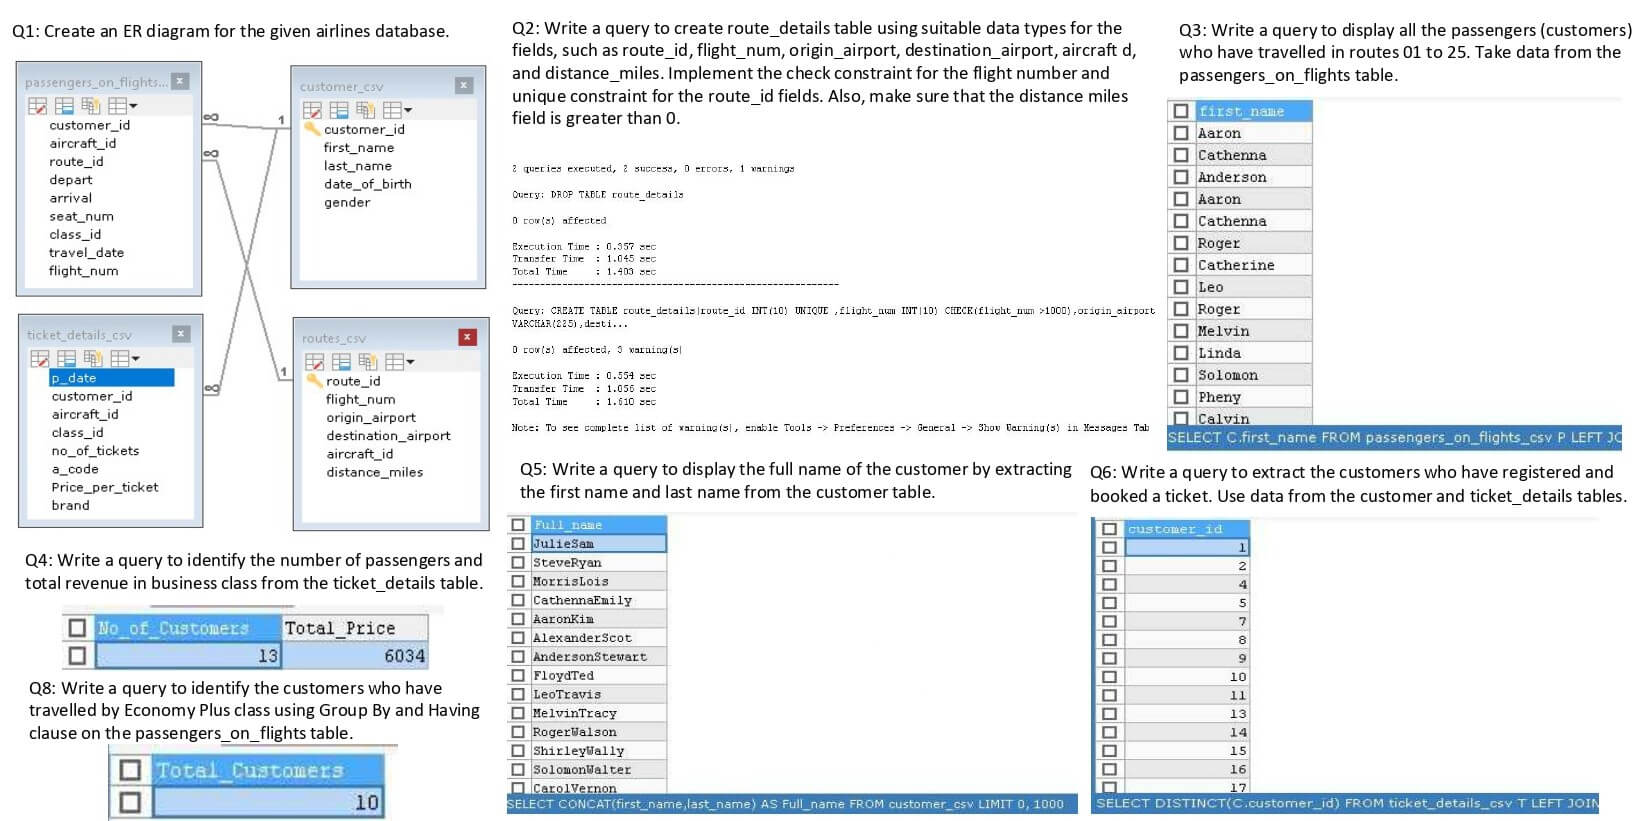 Q1: Create an ER diagram for the given airlines database.
passengers_on_flights...
customer_id
aircraft_id
route_id
depart
arrival
seat_num
class_id
travel_date
flight_num
customer_csv
customer_id
first_name
last_name
date_of_birth
gender
∞
1
∞
ticket_details_csv
p_date
customer_id
aircraft_id
class_id
no_of_tickets
a_code
Price_per_ticket
brand
routes_csv
route_id
flight_num
origin_airport
destination_airport
aircraft_id
distance_miles
1
∞
Q2: Write a query to create route_details table using suitable data types for the
fields, such as route_id, flight_num, origin_airport, destination_airport, aircraft d,
and distance_miles. Implement the check constraint for the flight number and
unique constraint for the route_id fields. Also, make sure that the distance miles
field is greater than 0.
2 queries executed, 2 success, 0 errors, 1 warnings
Query: DROP TABLE route_details
0 row(s) affected
Execution Time : 0.357 sec
Transfer Time : 1.045 sec
Total Time : 1.403 sec
Query: CREATE TABLE route_details(route_id INT(10) UNIQUE ,flight_num INT(10) CHECK(flight_num >1000),origin_airport
VARCHAR(225),desti...
0 row(s) affected, 3 warning(s)
Execution Time : 0.554 sec
Transfer Time : 1.056 sec
Total Time : 1.610 sec
Note: To see complete list of warning(s), enable Tools -> Preferences -> General -> Show Warning(s) in Messages Tab
Q3: Write a query to display all the passengers (customers)
who have travelled in routes 01 to 25. Take data from the
passengers_on_flights table.
first_name
Aaron
Cathenna
Anderson
Aaron
Cathenna
Roger
Catherine
Leo
Roger
Melvin
Linda
Solomon
Pheny
Calvin
SELECT C.first_name FROM passengers_on_flights_csv P LEFT JO
Q4: Write a query to identify the number of passengers and
total revenue in business class from the ticket_details table.
No_of_Customers Total_Price
13 6034
Q8: Write a query to identify the customers who have
travelled by Economy Plus class using Group By and Having
clause on the passengers_on_flights table.
Total_Customers
10
Q5: Write a query to display the full name of the customer by extracting
the first name and last name from the customer table.
Full_name
JulieSam
SteveRyan
MorrisLois
CathennaEmily
AaronKim
AlexanderScot
AndersonStewart
FloydTed
LeoTravis
MelvinTracy
RogerWalson
ShirleyWally
SolomonWalter
CarolVernon
SELECT CONCAT(first_name,last_name) AS Full_name FROM customer_csv LIMIT 0, 1000
Q6: Write a query to extract the customers who have registered and
booked a ticket. Use data from the customer and ticket_details tables.
customer_id
1
2
4
5
7
8
9
10
11
13
14
15
16
17
SELECT DISTINCT(C.customer_id) FROM ticket_details_csv T LEFT JOIN